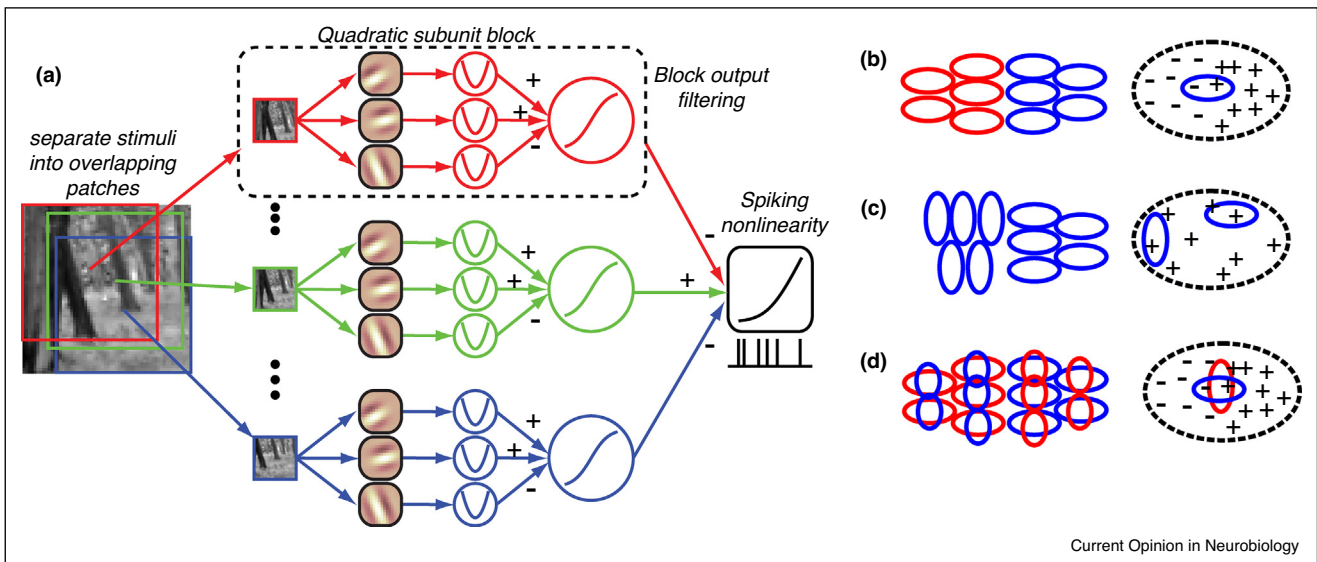 Quadratic subunit block
(a)
Block output
filtering
separate stimuli
into overlapping
patches
+
+
-
-
Spiking
nonlinearity
+
+
-
+
-
+
+
-
(b)
- - + + +
- - + +
- - + + + +
- +
(c)
+ +
+ +
+
+ +
+
(d)
- - + + +
- - + +
- - + + + +
- +
Current Opinion in Neurobiology